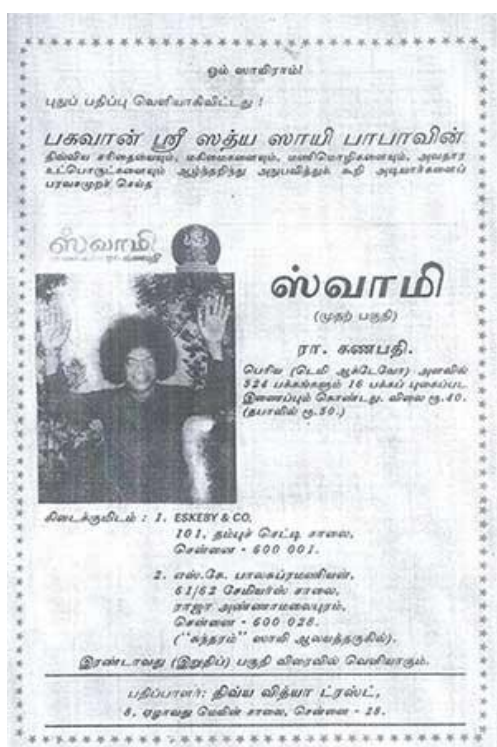 ஓம் ஸாயிராம்!
புதுப் பதிப்பு வெளியாகிவிட்டது !
பகவான் ஸ்ரீ ஸத்ய ஸாயி பாபாவின்
திவ்விய சரிதையையும், மகிமைகளையும், மணிமொழிகளையும், அவதார
உட்பொருட்களையும் ஆழ்ந்தறிந்து அநுபவித்துக் கூறி அடியார்களைப்
பரவசமுறச் செய்த
ஸ்வாமி
ஸ்வாமி
(முதற் பகுதி)
ரா. கணபதி.
பெரிய (டெமி ஆக்டேவோ) அளவில்
524 பக்கங்களும் 16 பக்கப் புகைப்பட
இணைப்பும் கொண்டது. விலை ரூ.40.
(தபாலில் ரூ.50.)
கிடைக்குமிடம் : 1. ESKEBY & CO,
101, தம்புச் செட்டி சாலை,
சென்னை - 600 001.
2. எஸ்.கே. பாலசுப்ரமணியன்,
61/62 சேமியர்ஸ் சாலை,
ராஜா அண்ணாமலைபுரம்,
சென்னை - 600 028.
("சுந்தரம்" ஸாயி ஆலயத்தருகில்).
இரண்டாவது (இறுதிப்) பகுதி விரைவில் வெளியாகும்.
பதிப்பாளர்: திவ்ய வித்யா ட்ரஸ்ட்,
8, ஏழாவது மெயின் சாலை, சென்னை - 28.